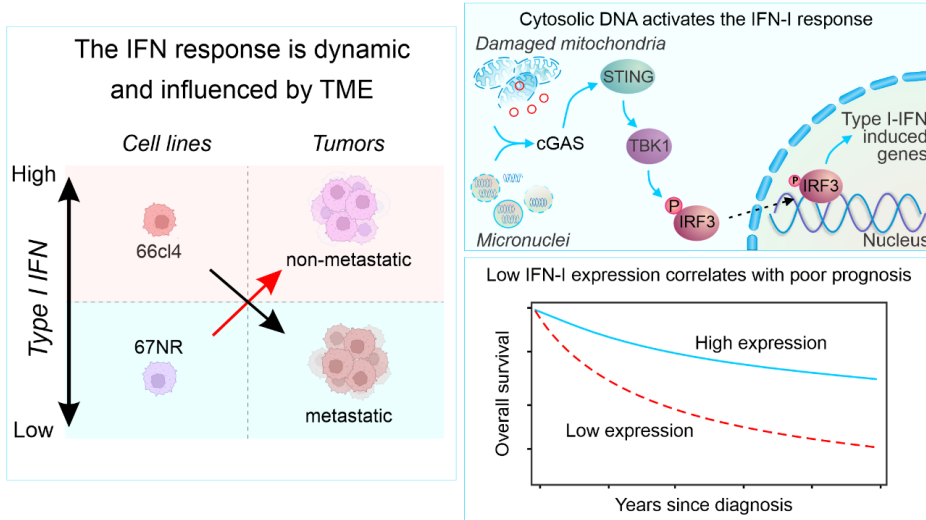 The IFN response is dynamic
and influenced by TME
Cell lines
Tumors
High
Type I IFN
Low
66cl4
non-metastatic
67NR
metastatic
Cytosolic DNA activates the IFN-I response
Damaged mitochondria
STING
cGAS
TBK1
P
IRF3
Micronuclei
Type I-IFN
induced
genes
P
IRF3
Nucleus
Low IFN-I expression correlates with poor prognosis
Overall survival
High expression
Low expression
Years since diagnosis